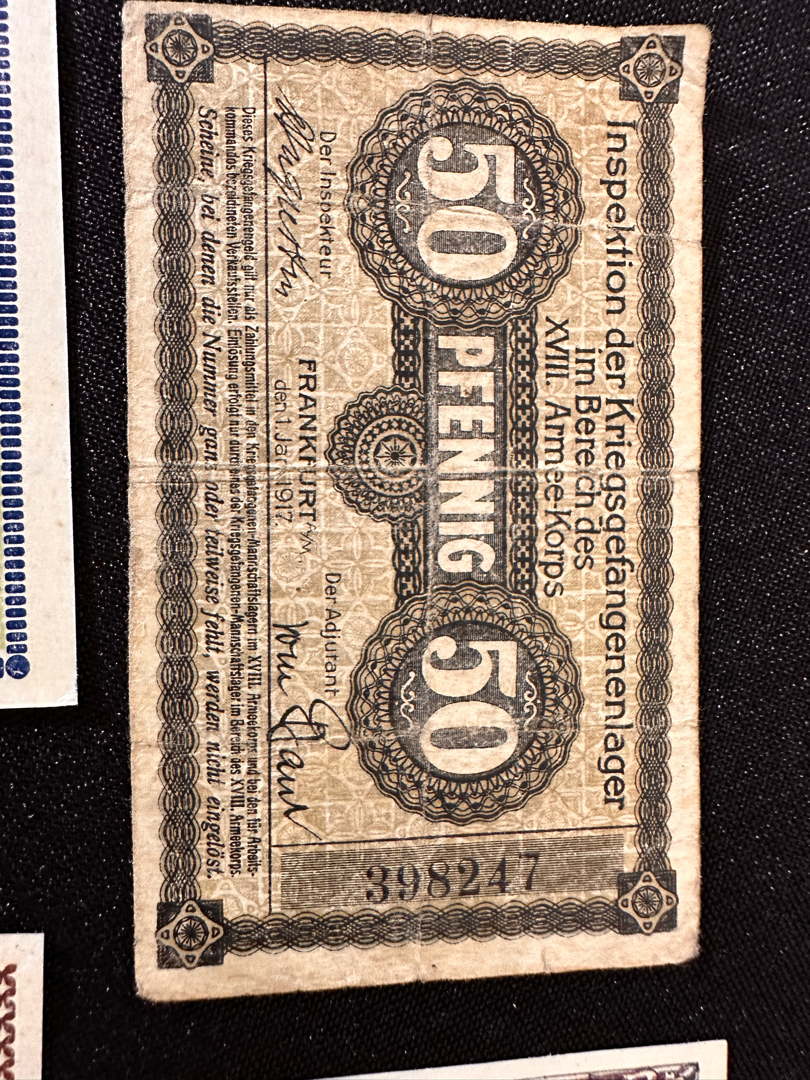 Inspektion der Kriegsgefangenenlager
im Bereich des
XVIII. Armee-Korps
50 PFENNIG 50
Der Inspekteur
Der Adjutant
FRANKFURT A/M.,
den 1. Jan. 1917.
Dieses Kriegsgefangenengeld gilt nur als Zahlungsmittel in den Kriegsgefangenen-Mannschaftslagern im XVIII. Armeekorps und bei den für Arbeits-
kommandos bezeichneten Verkaufsstellen. Einlösung erfolgt nur durch eines der Kriegsgefangenen-Mannschaftslager im Bereich des XVIII. Armeekorps.
Scheine, bei denen die Nummer ganz oder teilweise fehlt, werden nicht eingelöst.
398247